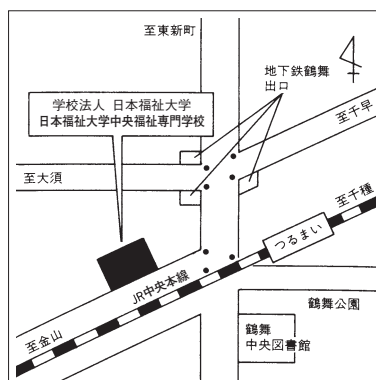 至東新町
地下鉄鶴舞
出口
学校法人 日本福祉大学
日本福祉大学中央福祉専門学校
至千早
至大須
至千種
つるまい
JR中央本線
至金山
鶴舞公園
鶴舞
中央図書館